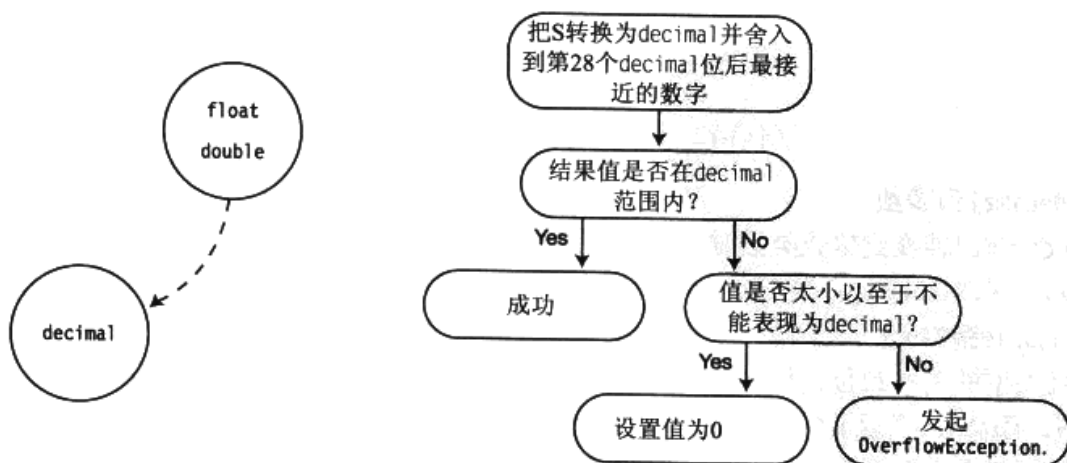 float
double
decimal
把S转换为decimal并舍入
到第28个decimal位后最接
近的数字
结果值是否在decimal
范围内？
Yes
No
成功
值是否太小以至于不
能表现为decimal？
Yes
No
设置值为0
发起
OverflowException.